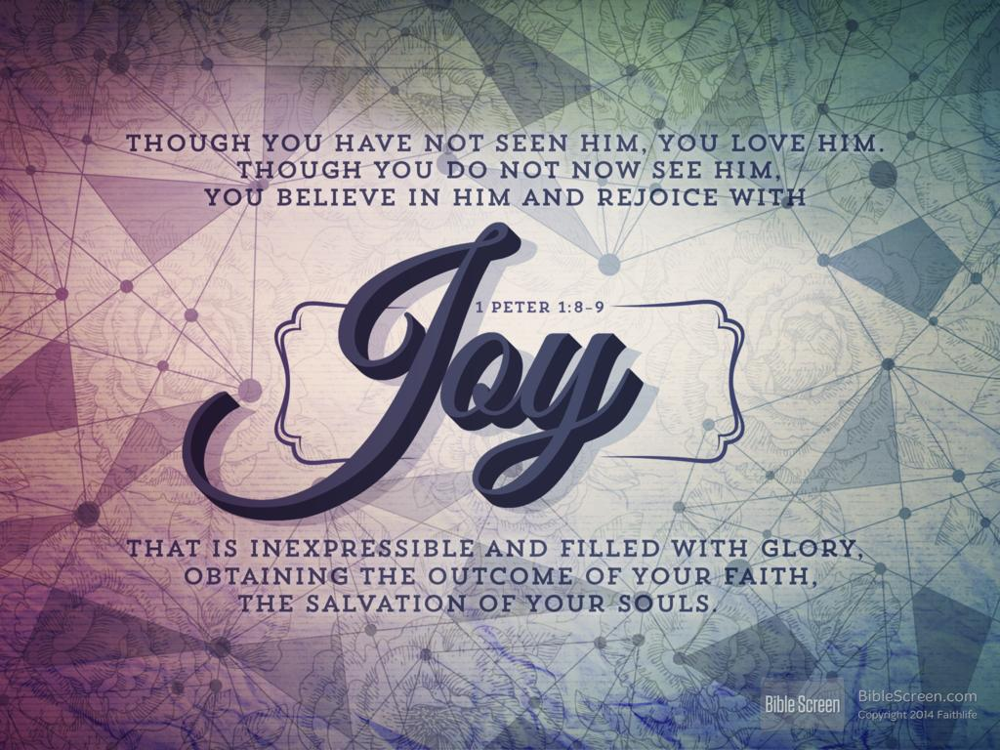 THOUGH YOU HAVE NOT SEEN HIM, YOU LOVE HIM.
THOUGH YOU DO NOT NOW SEE HIM,
YOU BELIEVE IN HIM AND REJOICE WITH
1 PETER 1:8-9
Joy
THAT IS INEXPRESSIBLE AND FILLED WITH GLORY,
OBTAINING THE OUTCOME OF YOUR FAITH,
THE SALVATION OF YOUR SOULS.
Bible Screen
BibleScreen.com
Copyright 2014 Faithlife